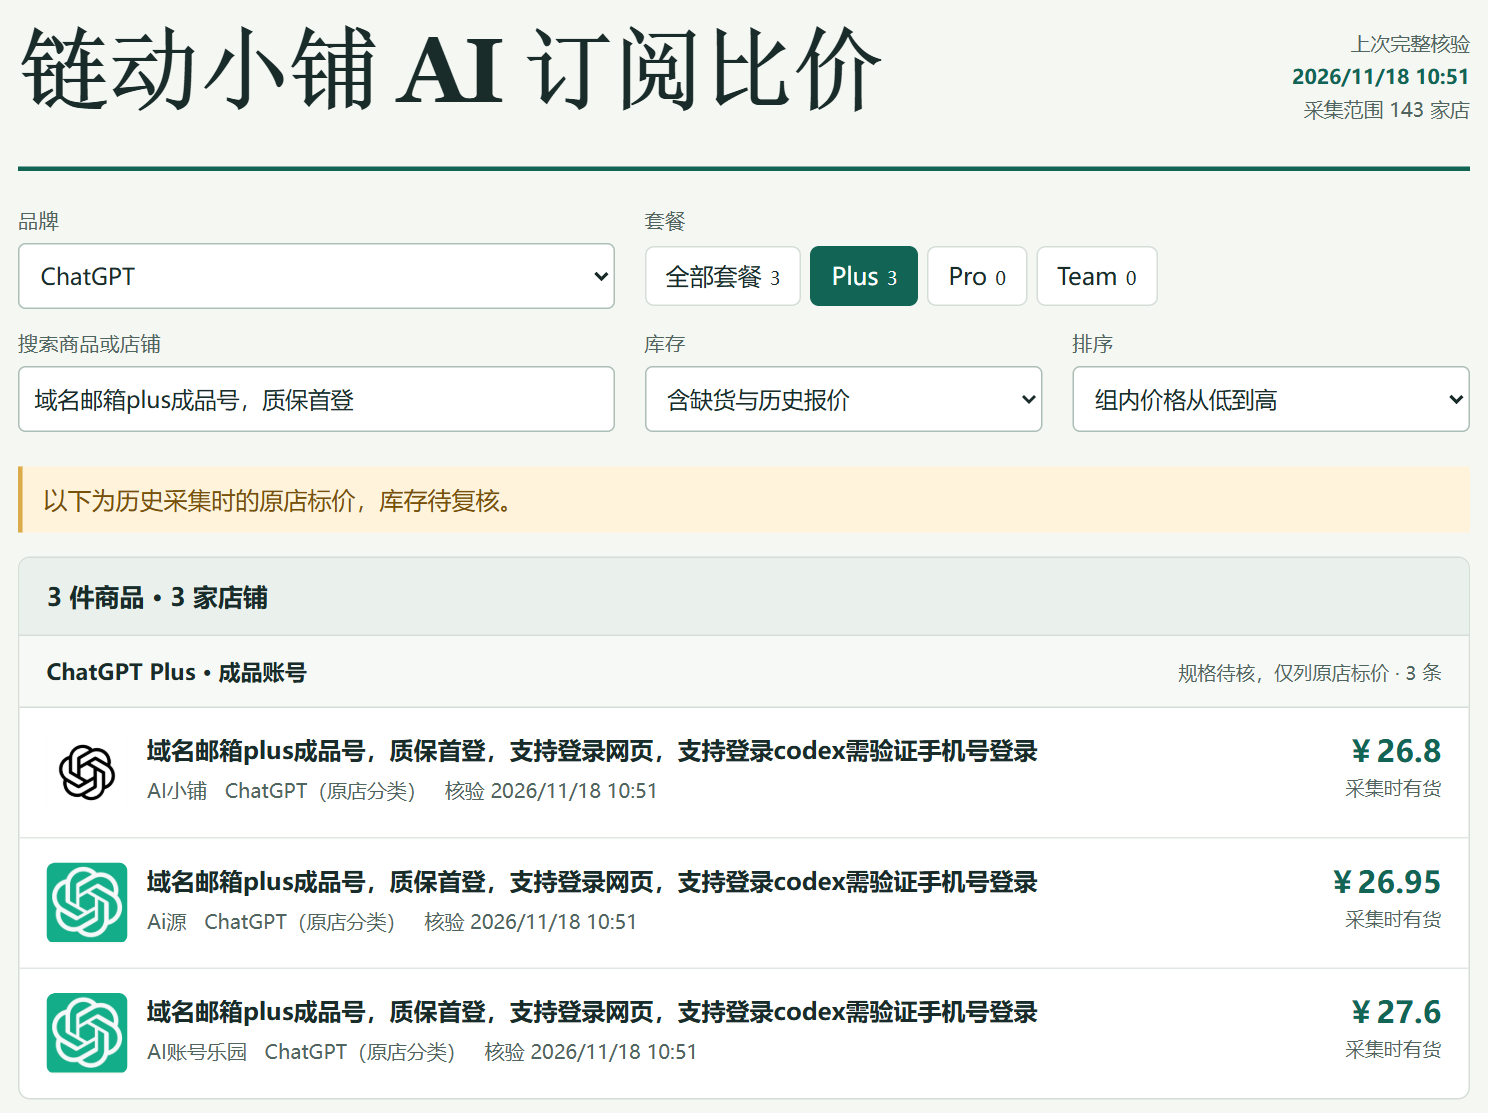 链动小铺 AI 订阅比价
上次完整核验
2026/11/18 10:51
采集范围 143 家店
品牌
套餐
ChatGPT
全部套餐 3
Plus 3
Pro 0
Team 0
搜索商品或店铺
库存
排序
域名邮箱plus成品号，质保首登
含缺货与历史报价
组内价格从低到高
以下为历史采集时的原店标价，库存待复核。
3 件商品 • 3 家店铺
ChatGPT Plus • 成品账号
规格待核，仅列原店标价 · 3 条
域名邮箱plus成品号，质保首登，支持登录网页，支持登录codex需验证手机号登录
¥ 26.8
AI小铺 ChatGPT（原店分类） 核验 2026/11/18 10:51
采集时有货
域名邮箱plus成品号，质保首登，支持登录网页，支持登录codex需验证手机号登录
¥ 26.95
Ai源 ChatGPT（原店分类） 核验 2026/11/18 10:51
采集时有货
域名邮箱plus成品号，质保首登，支持登录网页，支持登录codex需验证手机号登录
¥ 27.6
AI账号乐园 ChatGPT（原店分类） 核验 2026/11/18 10:51
采集时有货